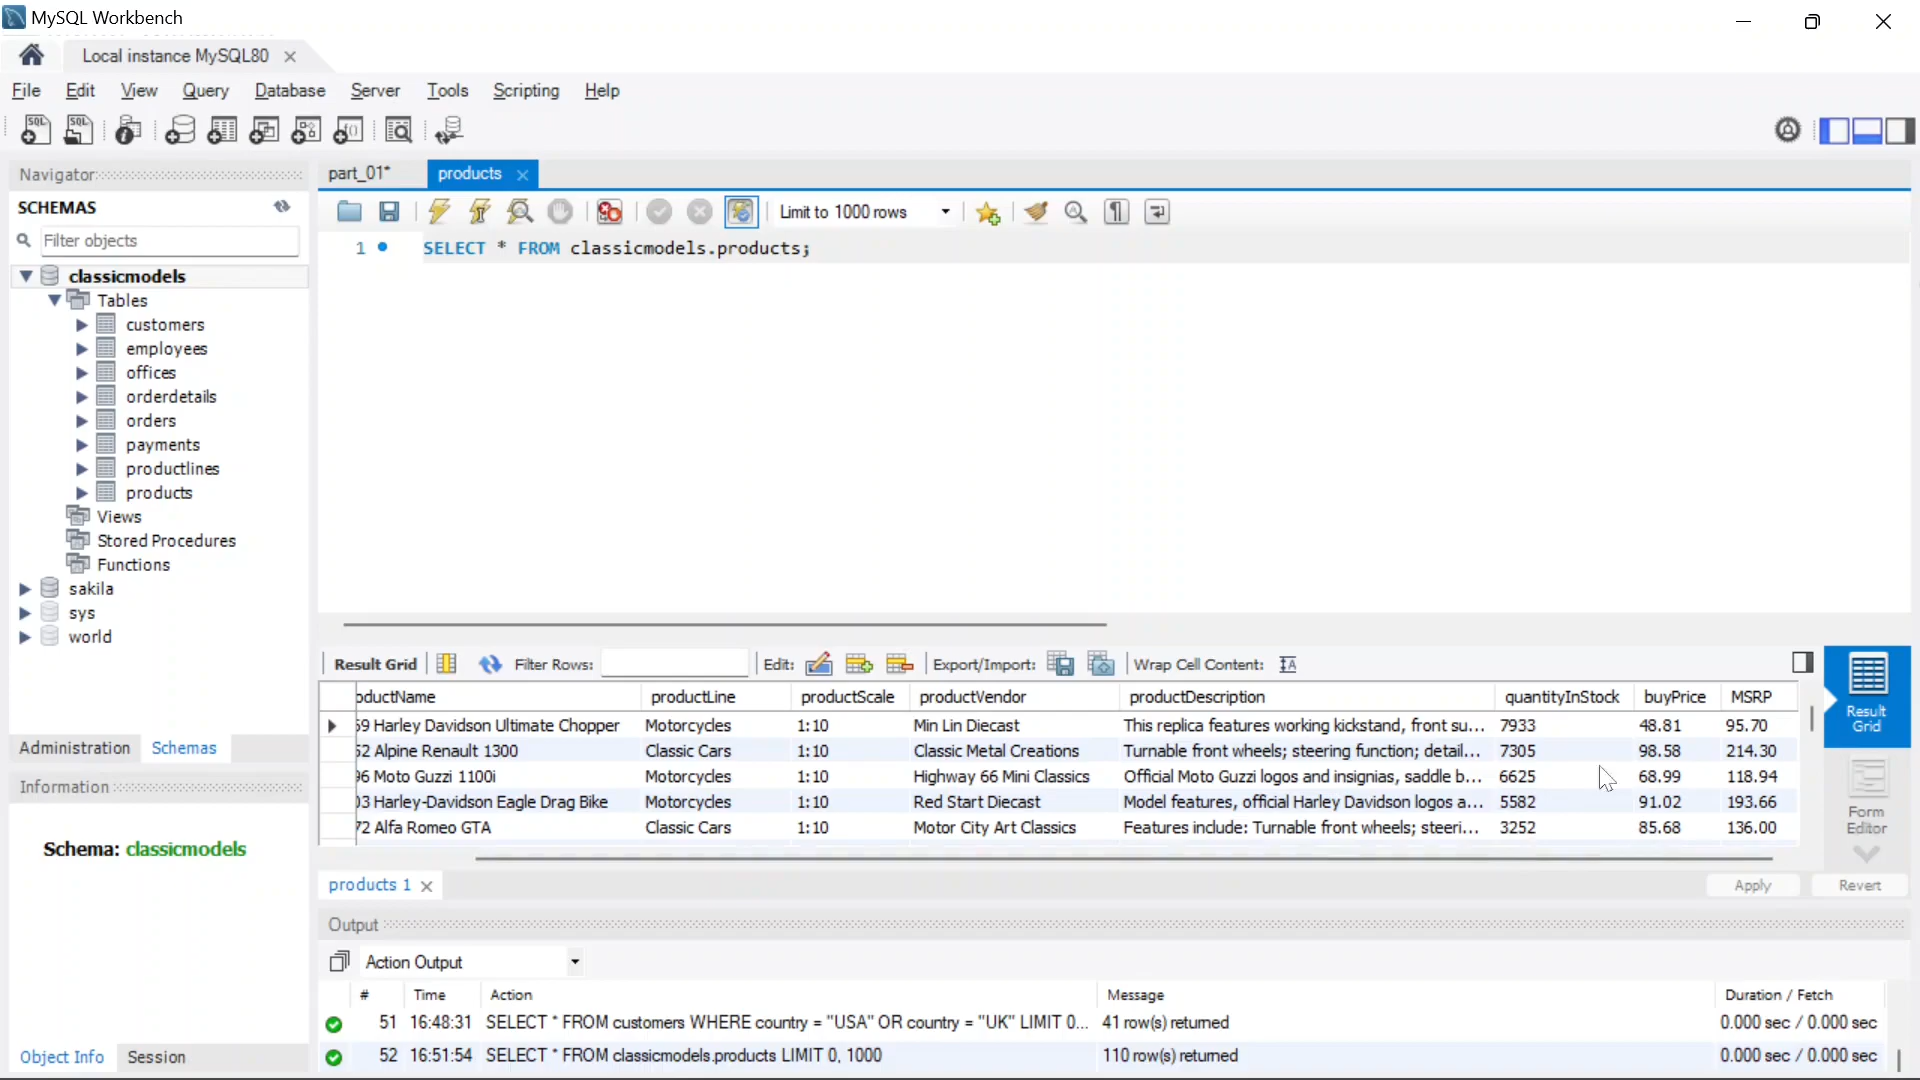 MySQL Workbench
Local instance MySQL80
File Edit View Query Database Server Tools Scripting Help
Navigator
SCHEMAS
Filter objects
classicmodels
Tables
customers
employees
offices
orderdetails
orders
payments
productlines
products
Views
Stored Procedures
Functions
sakila
sys
world
Administration Schemas
Information
Schema: classicmodels
Object Info Session
part_01* products
Limit to 1000 rows
1 SELECT * FROM classicmodels.products;
Result Grid Filter Rows: Edit: Export/Import: Wrap Cell Content:
oductName productLine productScale productVendor productDescription quantityInStock buyPrice MSRP
69 Harley Davidson Ultimate Chopper Motorcycles 1:10 Min Lin Diecast This replica features working kickstand, front su... 7933 48.81 95.70
52 Alpine Renault 1300 Classic Cars 1:10 Classic Metal Creations Turnable front wheels; steering function; detail... 7305 98.58 214.30
96 Moto Guzzi 1100i Motorcycles 1:10 Highway 66 Mini Classics Official Moto Guzzi logos and insignias, saddle b... 6625 68.99 118.94
03 Harley-Davidson Eagle Drag Bike Motorcycles 1:10 Red Start Diecast Model features, official Harley Davidson logos a... 5582 91.02 193.66
72 Alfa Romeo GTA Classic Cars 1:10 Motor City Art Classics Features include: Turnable front wheels; steeri... 3252 85.68 136.00
Result
Grid
Form
Editor
products 1
Apply Revert
Output
Action Output
# Time Action Message Duration / Fetch
51 16:48:31 SELECT * FROM customers WHERE country = "USA" OR country = "UK" LIMIT 0... 41 row(s) returned 0.000 sec / 0.000 sec
52 16:51:54 SELECT * FROM classicmodels.products LIMIT 0, 1000 110 row(s) returned 0.000 sec / 0.000 sec